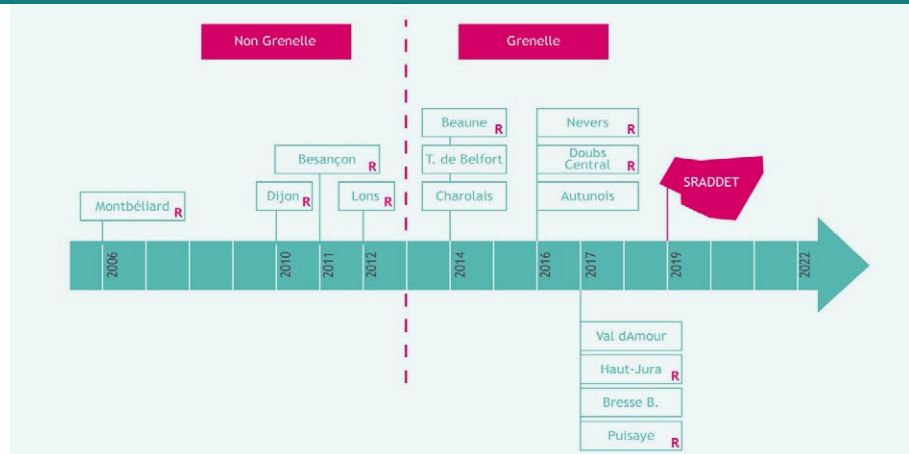 Non Grenelle
Grenelle
Beaune R
Nevers R
Besançon R
T. de Belfort
Doubs
Central R
SRADDET
Montbéliard R
Dijon R
Lons R
Charolais
Autunois
2006
2010
2011
2012
2014
2016
2017
2019
2022
Val dAmour
Haut-Jura R
Bresse B.
Puisaye R